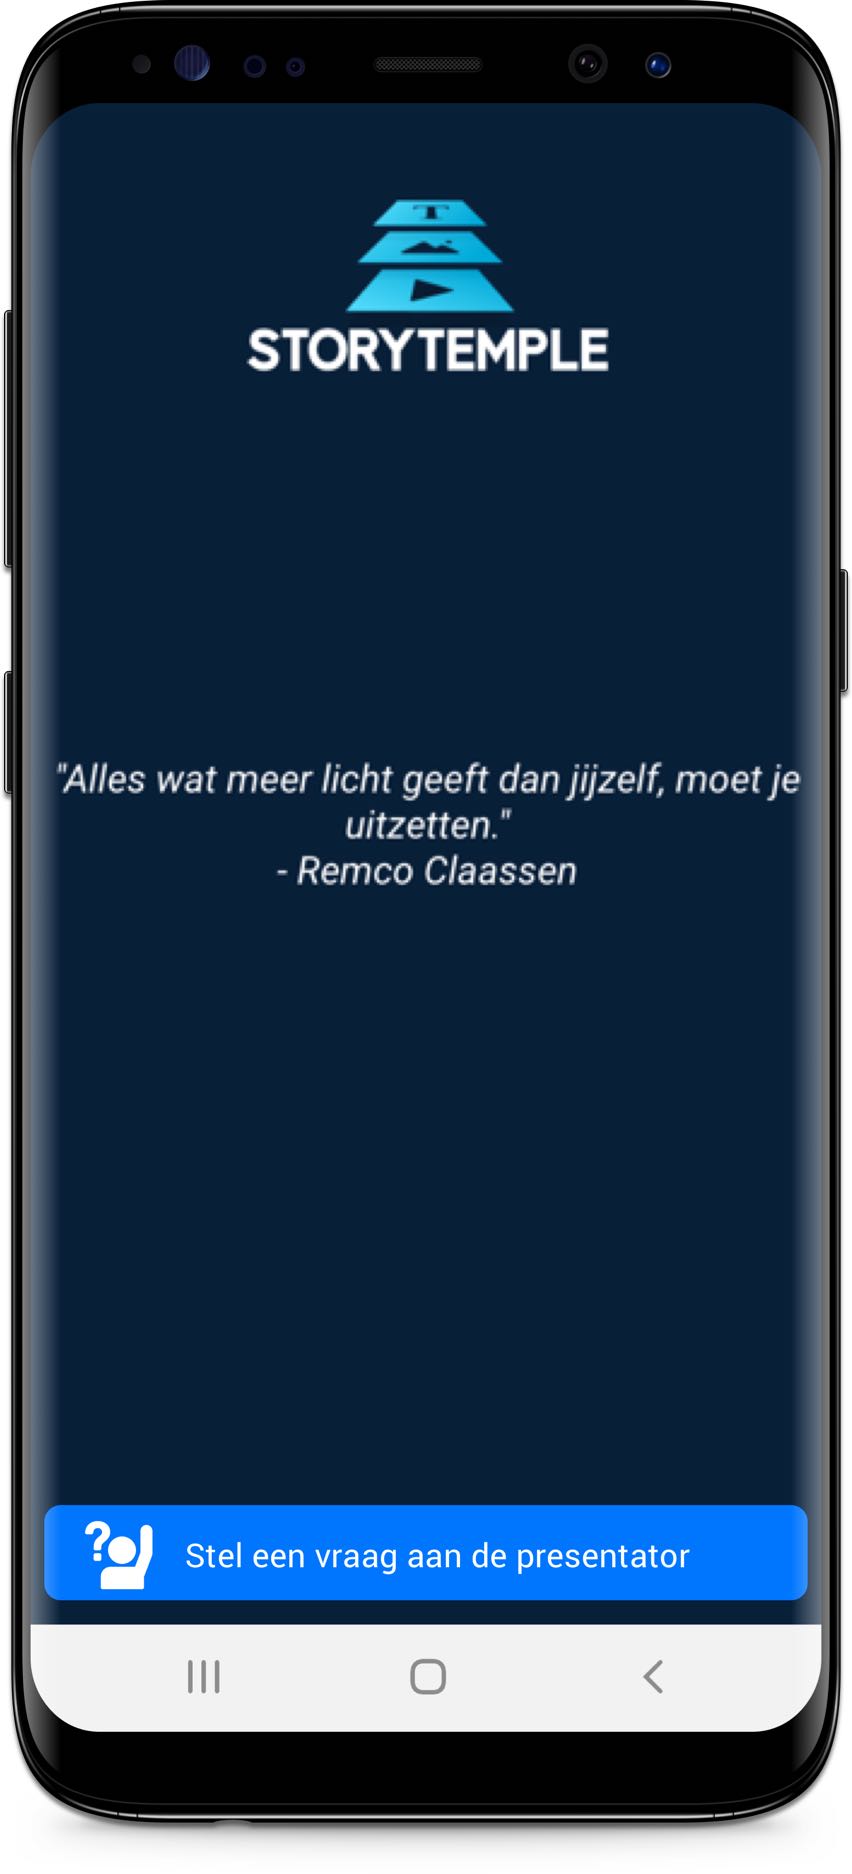 T
STORYTEMPLE
"Alles wat meer licht geeft dan jijzelf, moet je
uitzetten."
- Remco Claassen
?
Stel een vraag aan de presentator